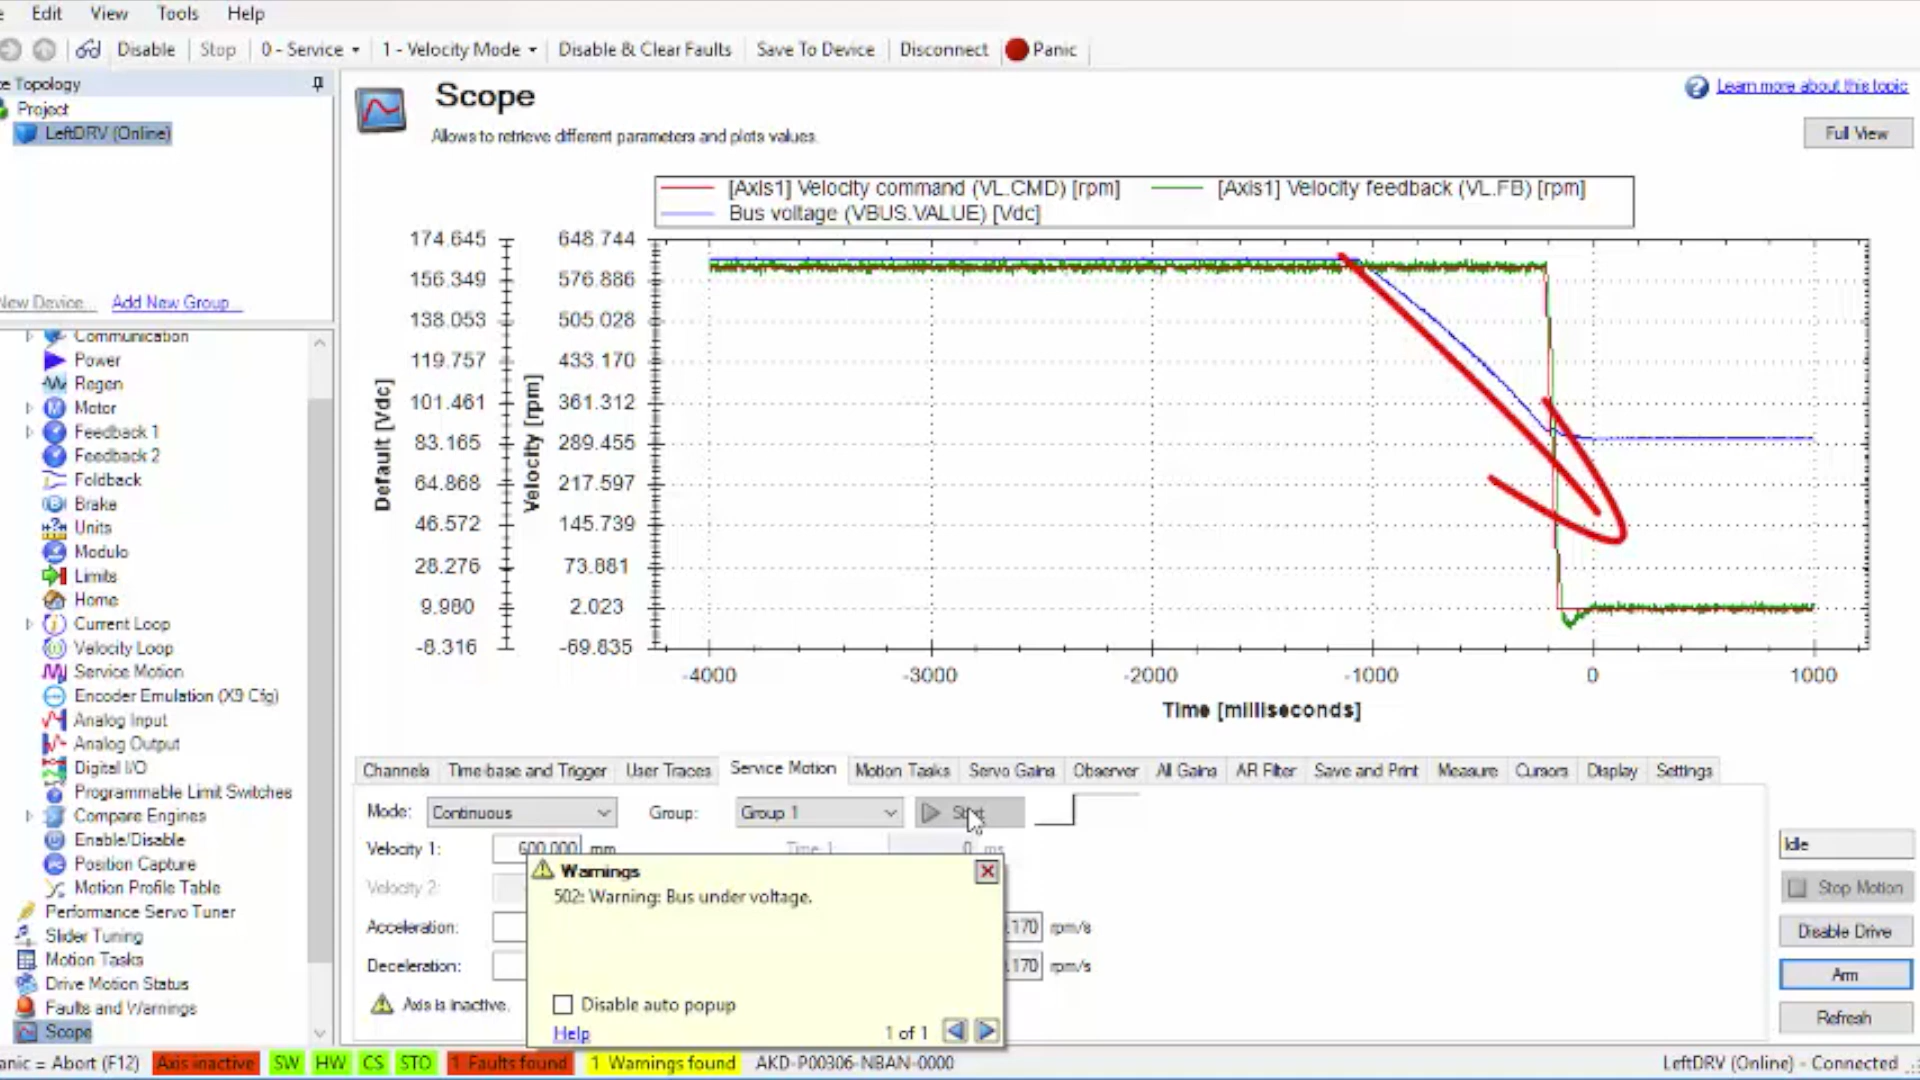 Edit View Tools Help
Disable Stop 0 - Service 1 - Velocity Mode Disable & Clear Faults Save To Device Disconnect Panic
Topology
Project
LeftDRV (Online)
New Device... Add New Group...
Communication
Power
Regen
Motor
Feedback 1
Feedback 2
Foldback
Brake
Units
Modulo
Limits
Home
Current Loop
Velocity Loop
Service Motion
Encoder Emulation (X9 Cfg)
Analog Input
Analog Output
Digital I/O
Programmable Limit Switches
Compare Engines
Enable/Disable
Position Capture
Motion Profile Table
Performance Servo Tuner
Slider Tuning
Motion Tasks
Drive Motion Status
Faults and Warnings
Scope
Scope
Allows to retrieve different parameters and plots values.
Learn more about this topic
Full View
[Axis1] Velocity command (VL.CMD) [rpm] [Axis1] Velocity feedback (VL.FB) [rpm]
Bus voltage (VBUS.VALUE) [Vdc]
Default [Vdc]
174.645
156.349
138.053
119.757
101.461
83.165
64.868
46.572
28.276
9.980
-8.316
Velocity [rpm]
648.744
576.886
505.028
433.170
361.312
289.455
217.597
145.739
73.881
2.023
-69.835
-4000 -3000 -2000 -1000 0 1000
Time [milliseconds]
Channels Time-base and Trigger User Traces Service Motion Motion Tasks Servo Gains Observer All Gains AR Filter Save and Print Measure Cursors Display Settings
Mode: Continuous Group: Group 1 Start
Velocity 1: 600.000 Time 1: 0 ms
Velocity 2:
Acceleration: .170 rpm/s
Deceleration: .170 rpm/s
Axis is inactive.
Warnings
502: Warning: Bus under voltage.
Disable auto popup
Help 1 of 1
Idle
Stop Motion
Disable Drive
Arm
Refresh
anic = Abort (F12) Axis inactive SW HW CS STO 1 Faults found 1 Warnings found AKD-P00306-NBAN-0000 LeftDRV (Online) - Connected